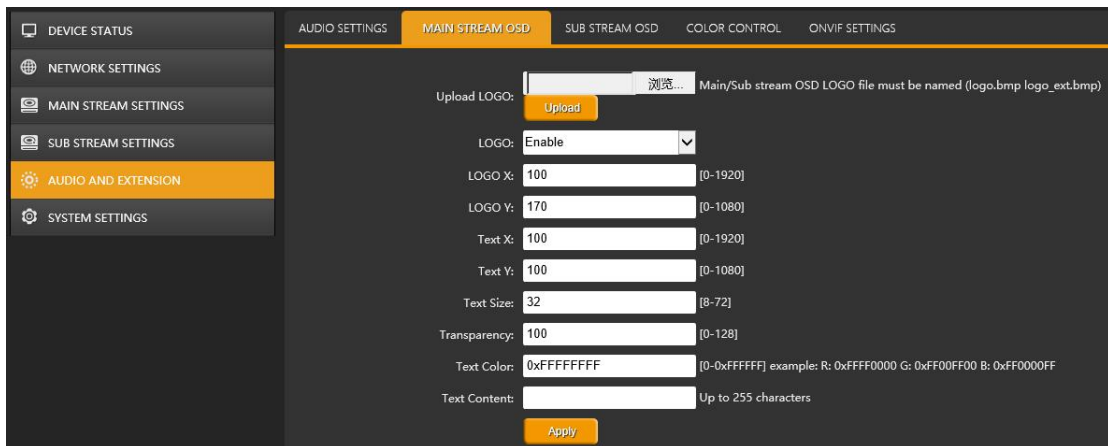 DEVICE STATUS
NETWORK SETTINGS
MAIN STREAM SETTINGS
SUB STREAM SETTINGS
AUDIO AND EXTENSION
SYSTEM SETTINGS
AUDIO SETTINGS MAIN STREAM OSD SUB STREAM OSD COLOR CONTROL ONVIF SETTINGS
Upload LOGO: 浏览... Main/Sub stream OSD LOGO file must be named (logo.bmp logo_ext.bmp)
Upload
LOGO: Enable
LOGO X: 100 [0-1920]
LOGO Y: 170 [0-1080]
Text X: 100 [0-1920]
Text Y: 100 [0-1080]
Text Size: 32 [8-72]
Transparency: 100 [0-128]
Text Color: 0xFFFFFFFF [0-0xFFFFFF] example: R: 0xFFFF0000 G: 0xFF00FF00 B: 0xFF0000FF
Text Content: Up to 255 characters
Apply